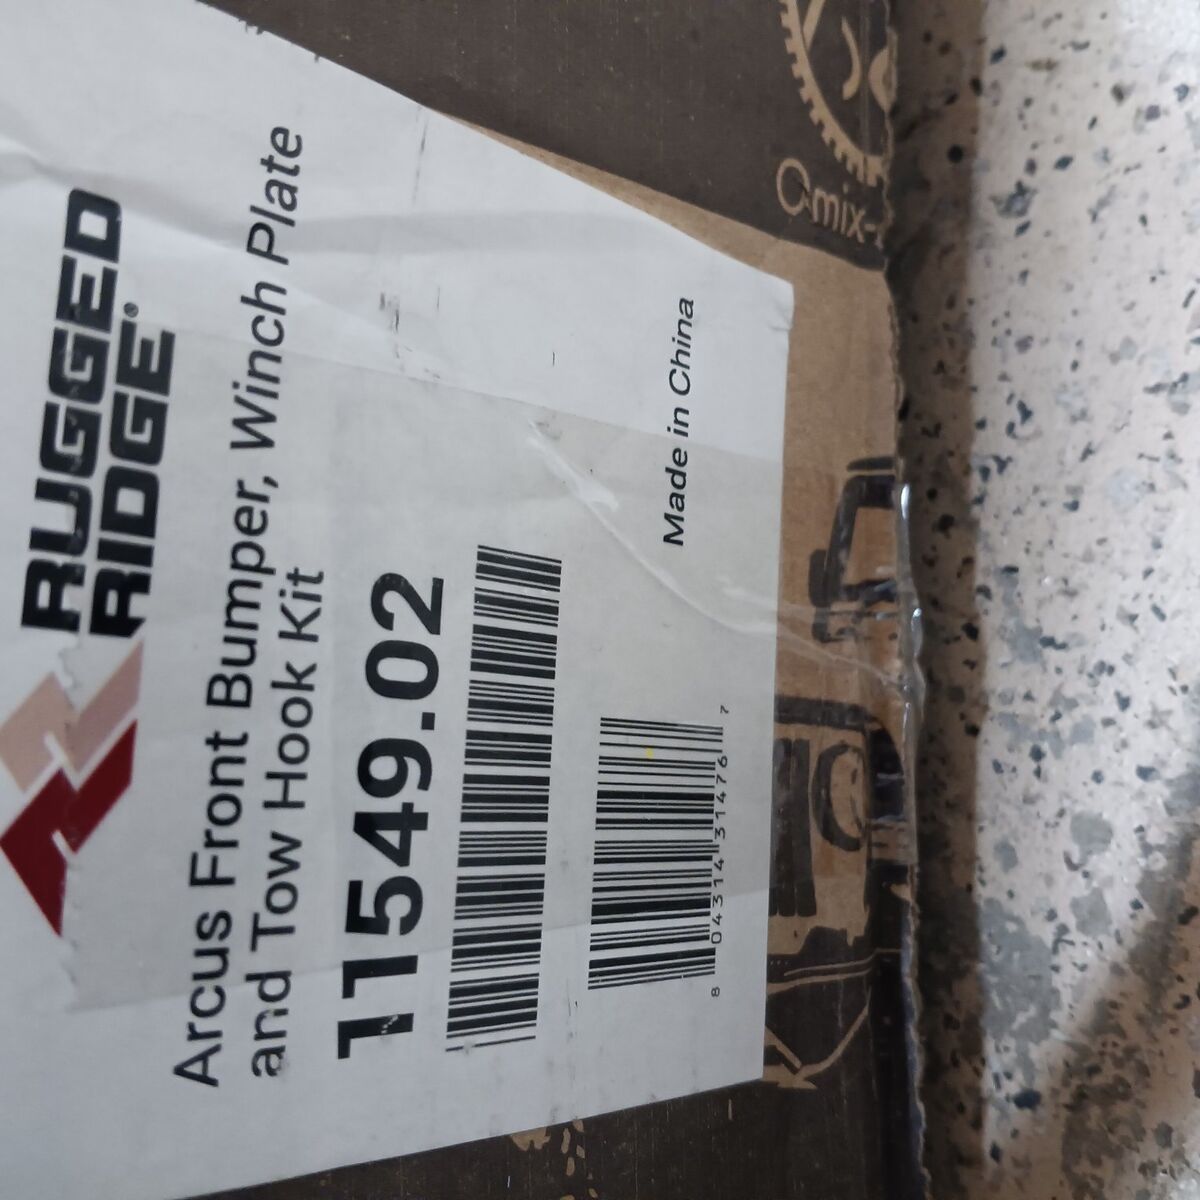 RUGGED
RIDGE®
Arcus Front Bumper, Winch Plate
and Tow Hook Kit
11549.02
8 04314 31476 7
Made in China